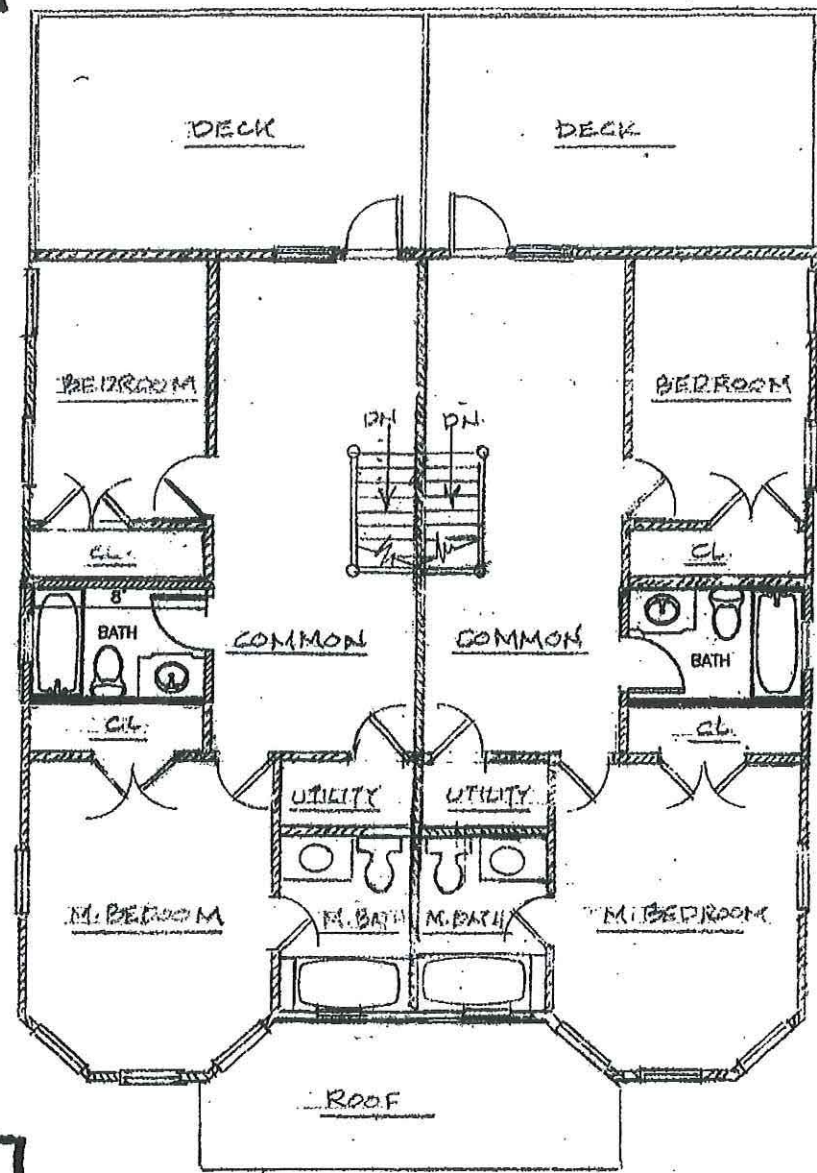 DECK DECK
BEDROOM BEDROOM
DN. DN.
CL. CL.
8'
BATH
COMMON COMMON
BATH
CL. CL.
UTILITY UTILITY
M. BEDOOM M. BATH M. BATH M. BEDROOM
ROOF